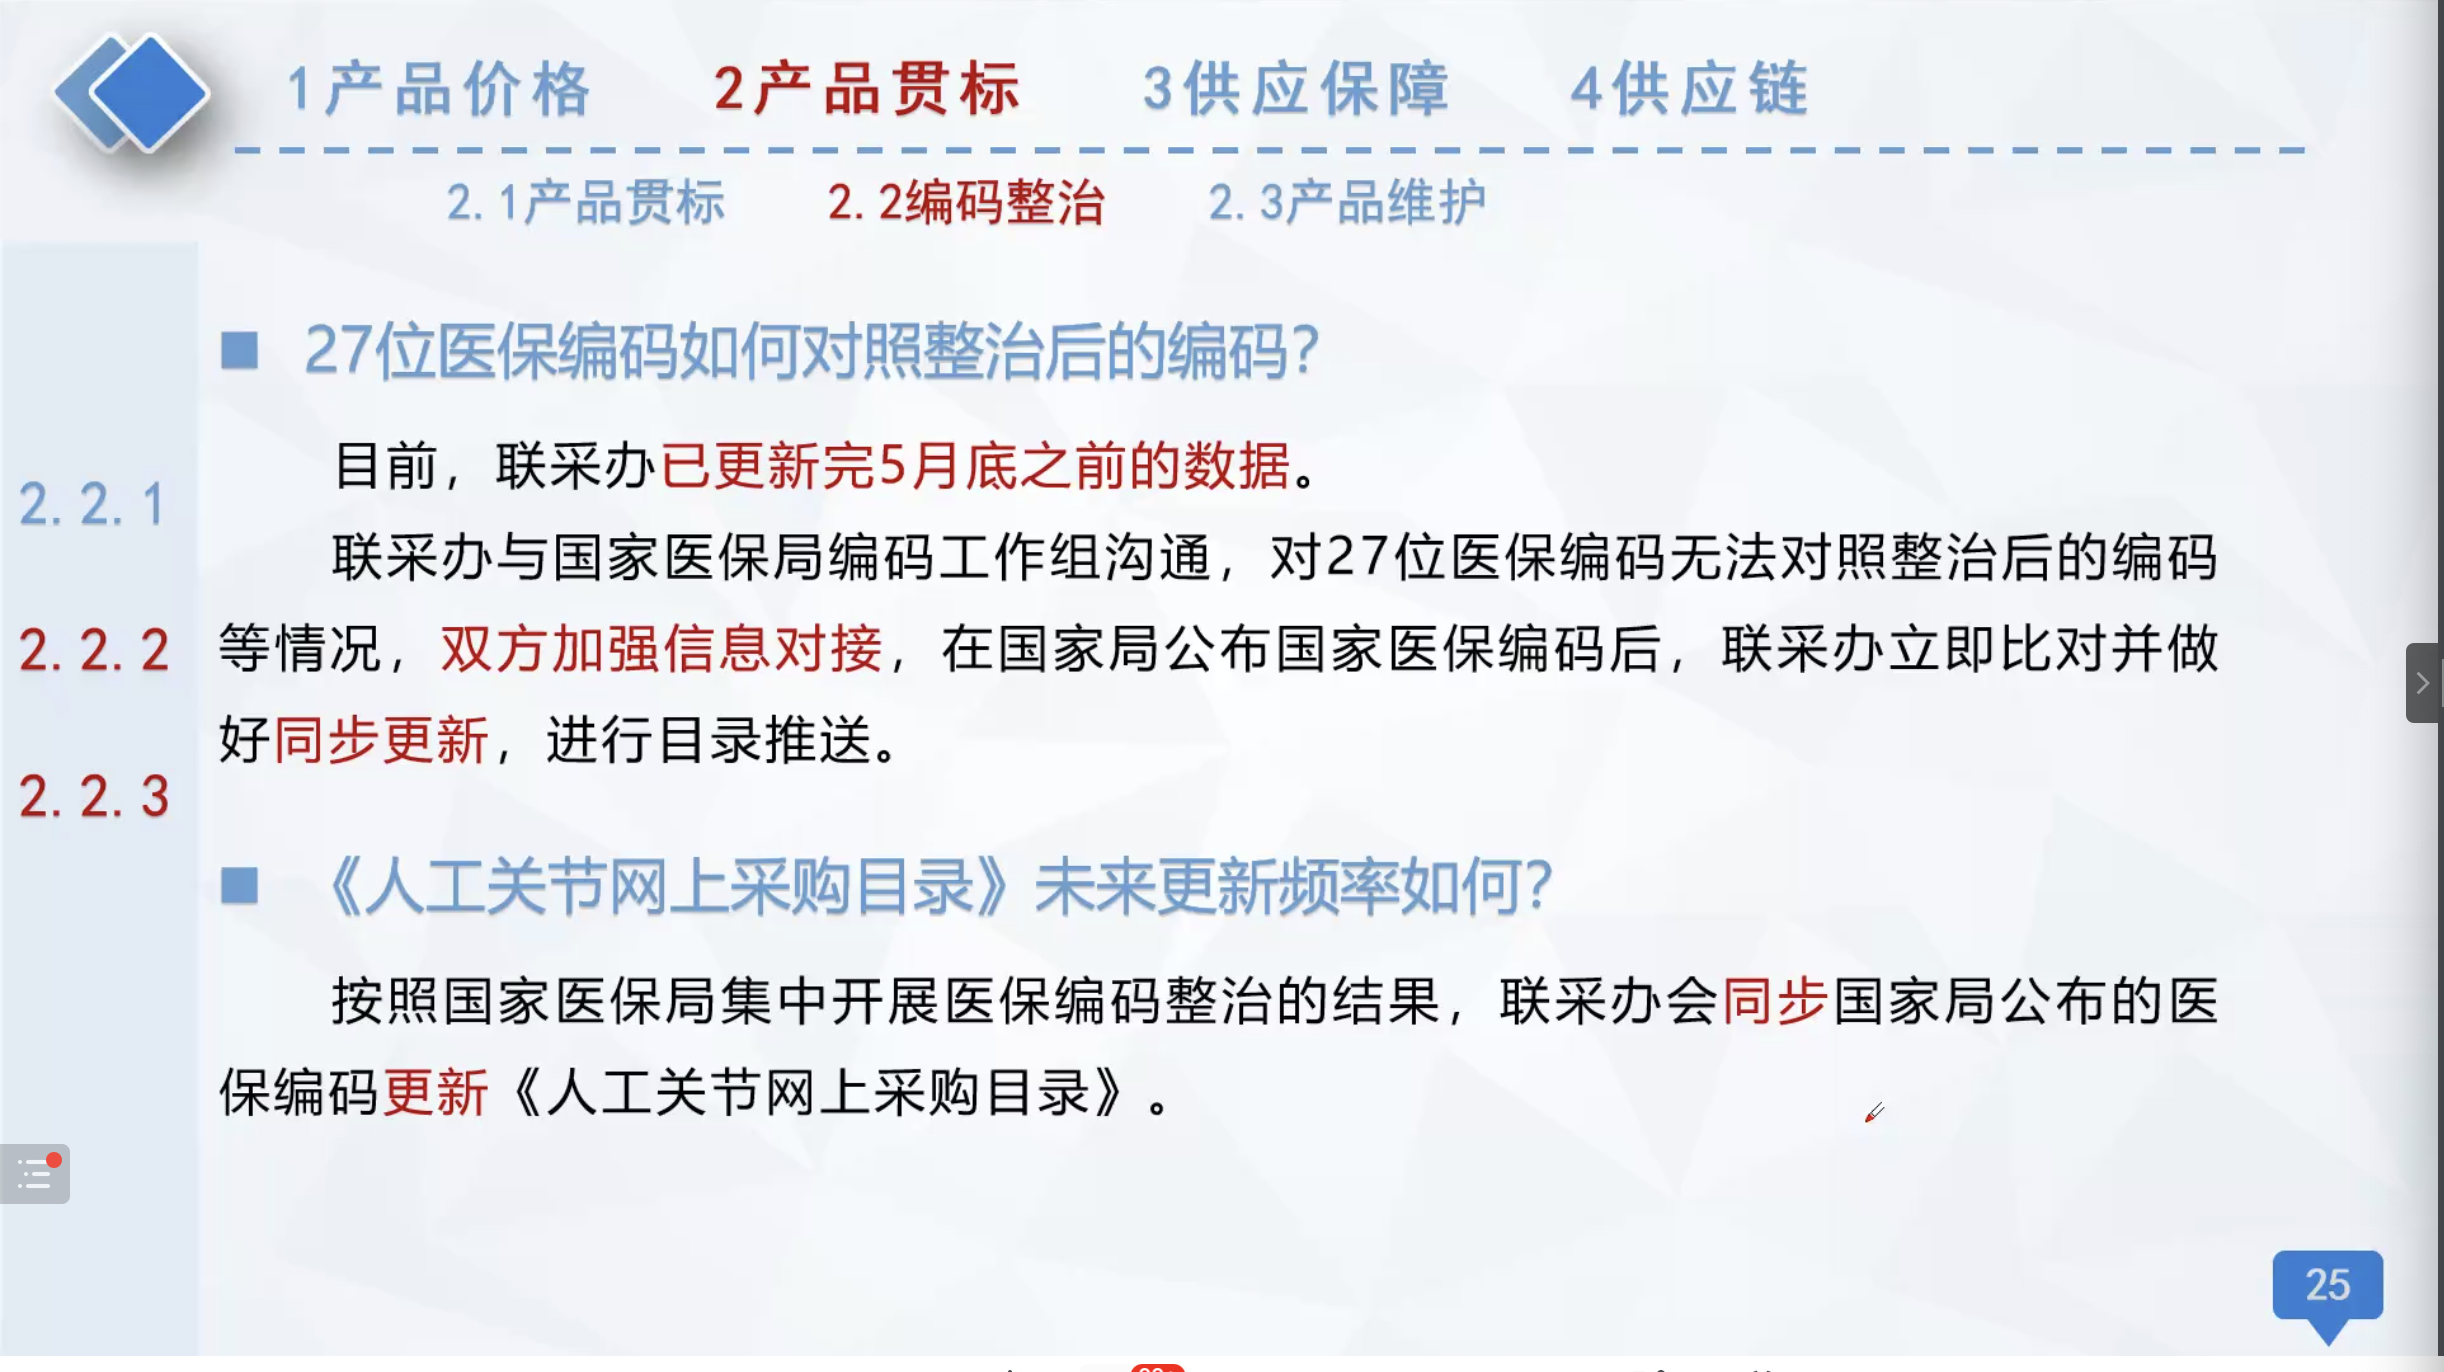 1产品价格 2产品贯标 3供应保障 4供应链
2.1产品贯标 2.2编码整治 2.3产品维护
27位医保编码如何对照整治后的编码?
目前，联采办已更新完5月底之前的数据。
2.2.1
联采办与国家医保局编码工作组沟通，对27位医保编码无法对照整治后的编码
2.2.2
等情况，双方加强信息对接，在国家局公布国家医保编码后，联采办立即比对并做
好同步更新，进行目录推送。
2.2.3
《人工关节网上采购目录》未来更新频率如何?
按照国家医保局集中开展医保编码整治的结果，联采办会同步国家局公布的医
保编码更新《人工关节网上采购目录》。
25